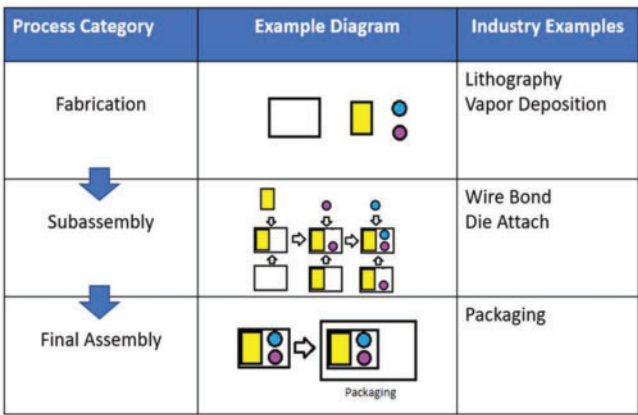 Process Category
Example Diagram
Industry Examples
Fabrication
Lithography
Vapor Deposition
Subassembly
Wire Bond
Die Attach
Final Assembly
Packaging
Packaging